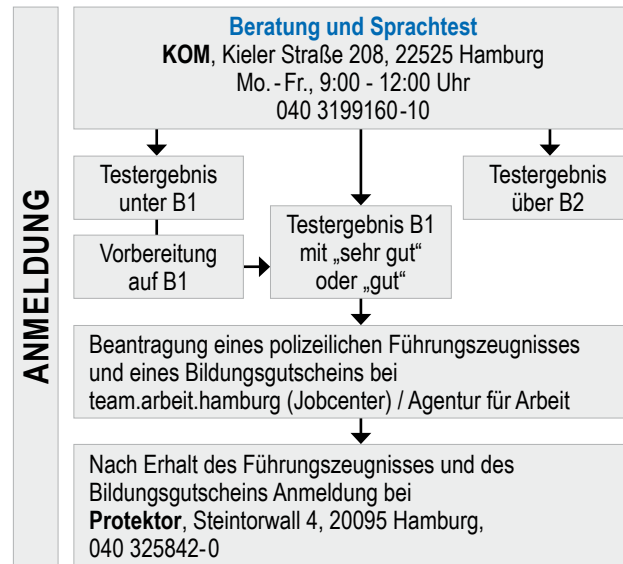 ANMELDUNG
Beratung und Sprachtest
KOM, Kieler Straße 208, 22525 Hamburg
Mo. - Fr., 9:00 - 12:00 Uhr
040 3199160-10
Testergebnis
unter B1
Vorbereitung
auf B1
Testergebnis B1
mit „sehr gut“
oder „gut“
Testergebnis
über B2
Beantragung eines polizeilichen Führungszeugnisses
und eines Bildungsgutscheins bei
team.arbeit.hamburg (Jobcenter) / Agentur für Arbeit
Nach Erhalt des Führungszeugnisses und des
Bildungsgutscheins Anmeldung bei
Protektor, Steintorwall 4, 20095 Hamburg,
040 325842-0